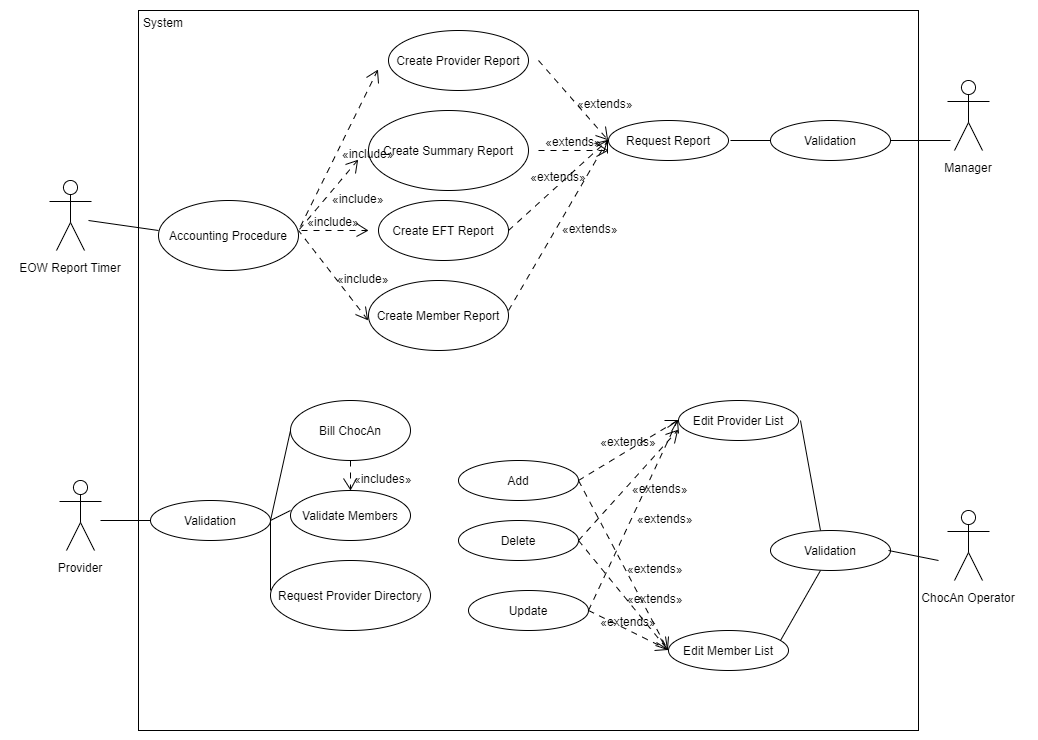 System
Create Provider Report
«extends»
«include»
Create Summary Report
«extends»
Request Report
Validation
Manager
«extends»
«include»
«include»
Accounting Procedure
Create EFT Report
«extends»
EOW Report Timer
«include»
Create Member Report
Bill ChocAn
«includes»
Validate Members
Validation
Provider
Request Provider Directory
Edit Provider List
«extends»
Add
«extends»
«extends»
Delete
Validation
«extends»
«extends»
ChocAn Operator
Update
«extends»
Edit Member List